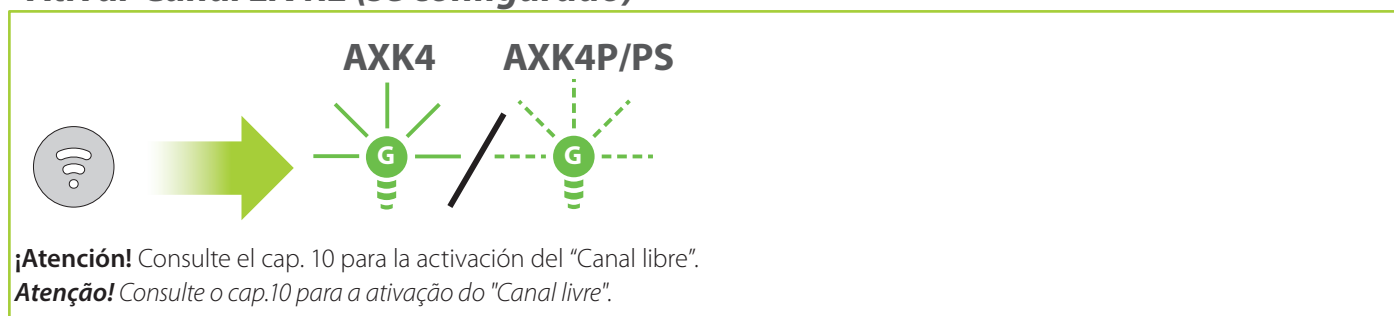 AXK4 AXK4P/PS
G G
¡Atención! Consulte el cap. 10 para la activación del “Canal libre”.
Atenção! Consulte o cap.10 para a ativação do "Canal livre".